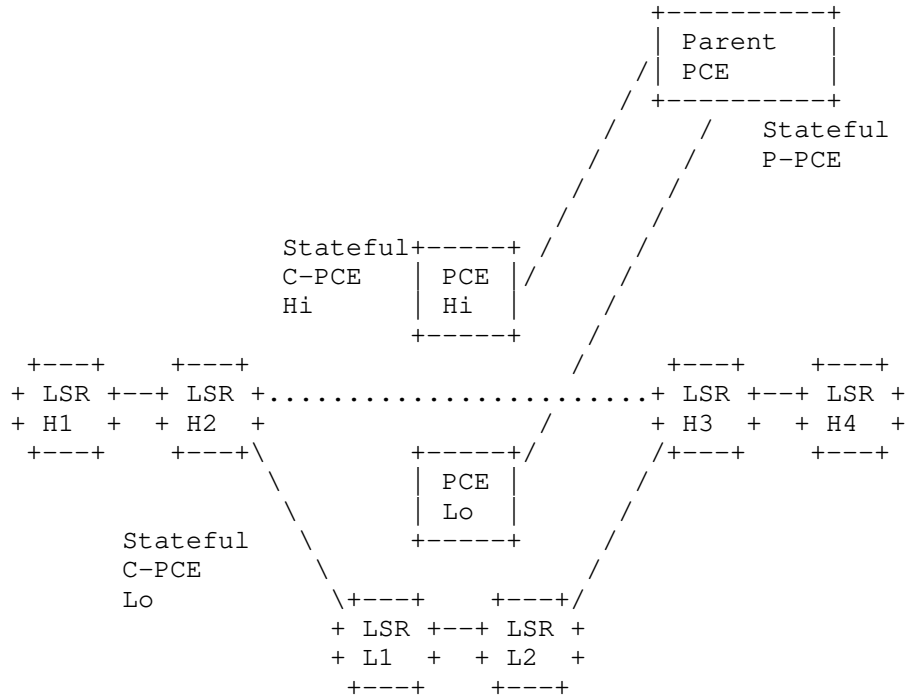 Parent
PCE
Stateful
P-PCE
Stateful
C-PCE
Hi
PCE
Hi
LSR
H1
LSR
H2
LSR
H3
LSR
H4
PCE
Lo
Stateful
C-PCE
Lo
LSR
L1
LSR
L2